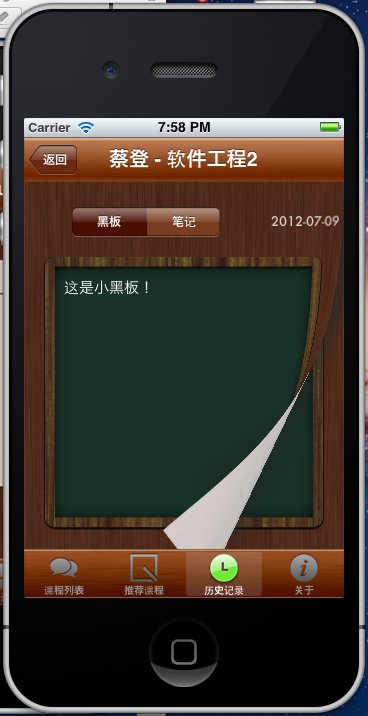 Carrier 7:58 PM
返回 蔡登 - 软件工程2
黑板 笔记 2012-07-09
这是小黑板！
课程列表 推荐课程 历史记录 关于